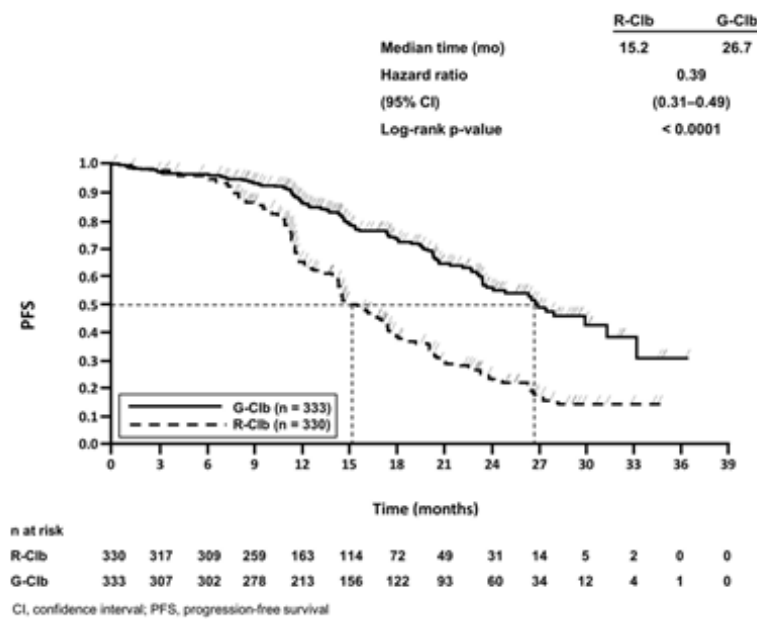 R-Clb G-Clb
Median time (mo) 15.2 26.7
Hazard ratio 0.39
(95% CI) (0.31–0.49)
Log-rank p-value < 0.0001
1.0
0.9
0.8
0.7
0.6
0.5
0.4
0.3
0.2
0.1
0.0
PFS
G-Clb (n = 333)
R-Clb (n = 330)
0 3 6 9 12 15 18 21 24 27 30 33 36 39
Time (months)
n at risk
R-Clb 330 317 309 259 163 114 72 49 31 14 5 2 0 0
G-Clb 333 307 302 278 213 156 122 93 60 34 12 4 1 0
CI, confidence interval; PFS, progression-free survival